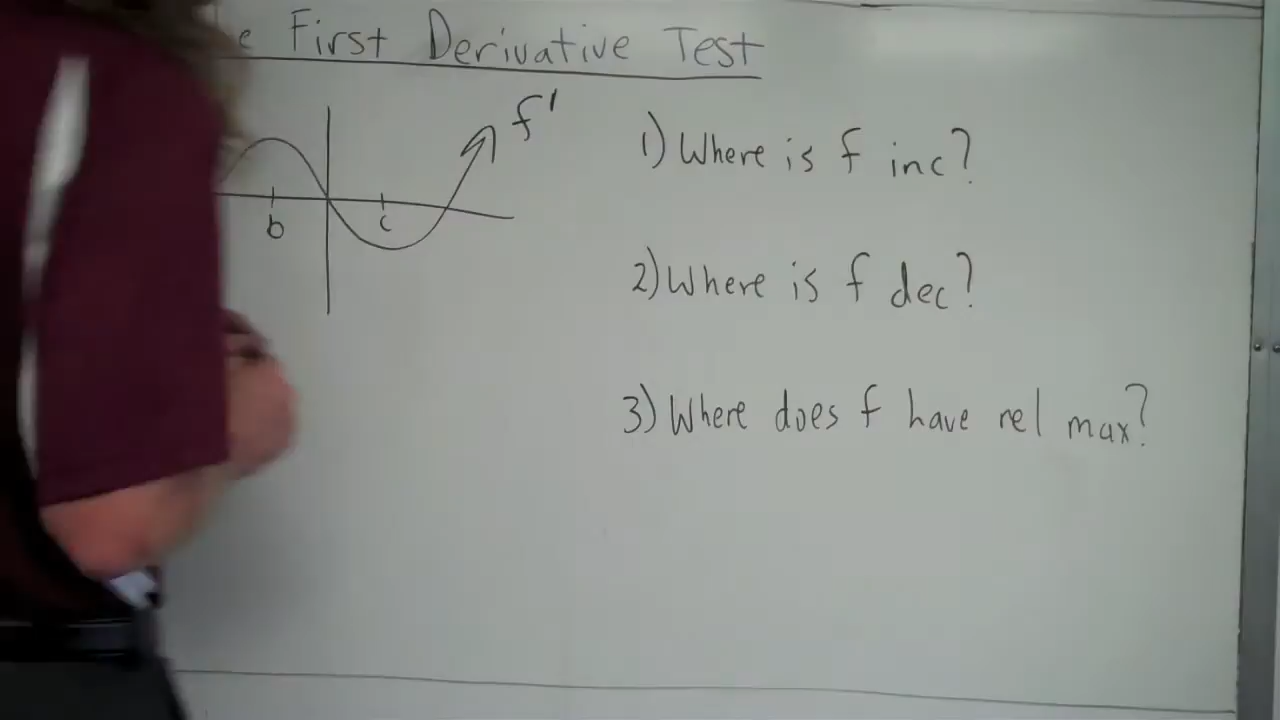 e First Derivative Test
f'
b
c
1) Where is f inc?
2) Where is f dec?
3) Where does f have rel max?